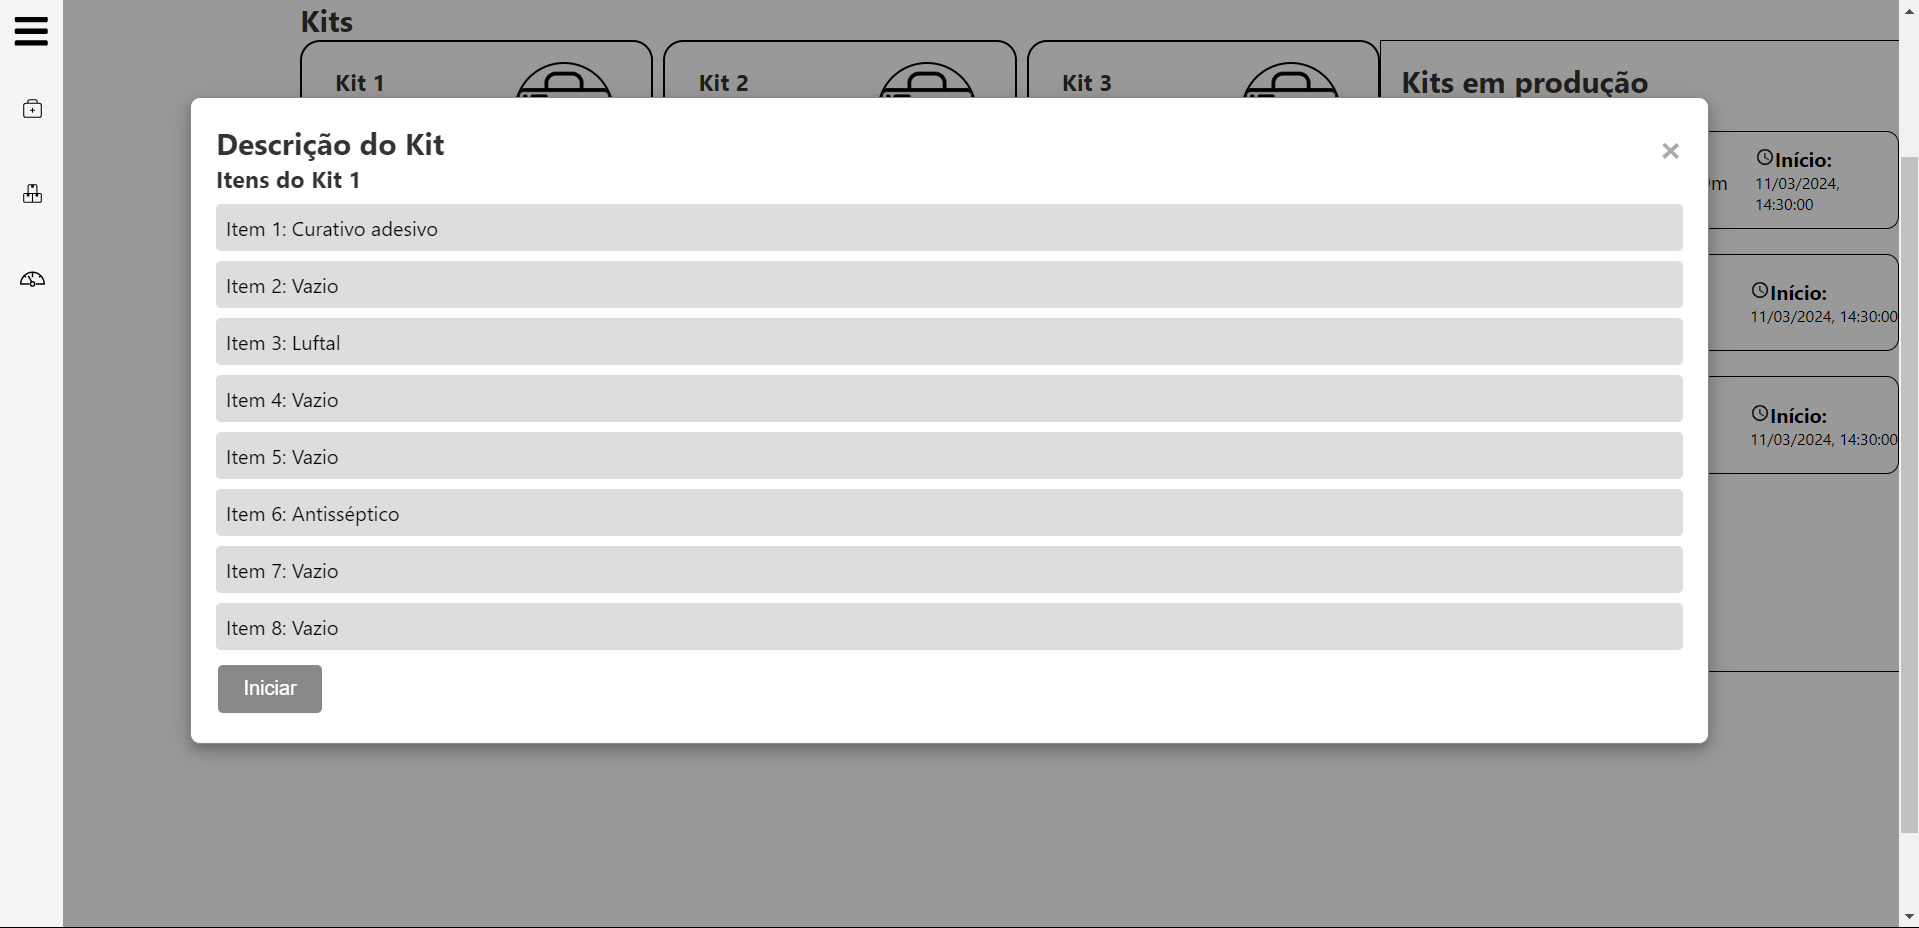 Kits
Kit 1
Kit 2
Kit 3
Kits em produção
Descrição do Kit
×
Itens do Kit 1
Item 1: Curativo adesivo
Item 2: Vazio
Item 3: Luftal
Item 4: Vazio
Item 5: Vazio
Item 6: Antisséptico
Item 7: Vazio
Item 8: Vazio
Iniciar
Início:
11/03/2024,
14:30:00
Início:
11/03/2024, 14:30:00
Início:
11/03/2024, 14:30:00